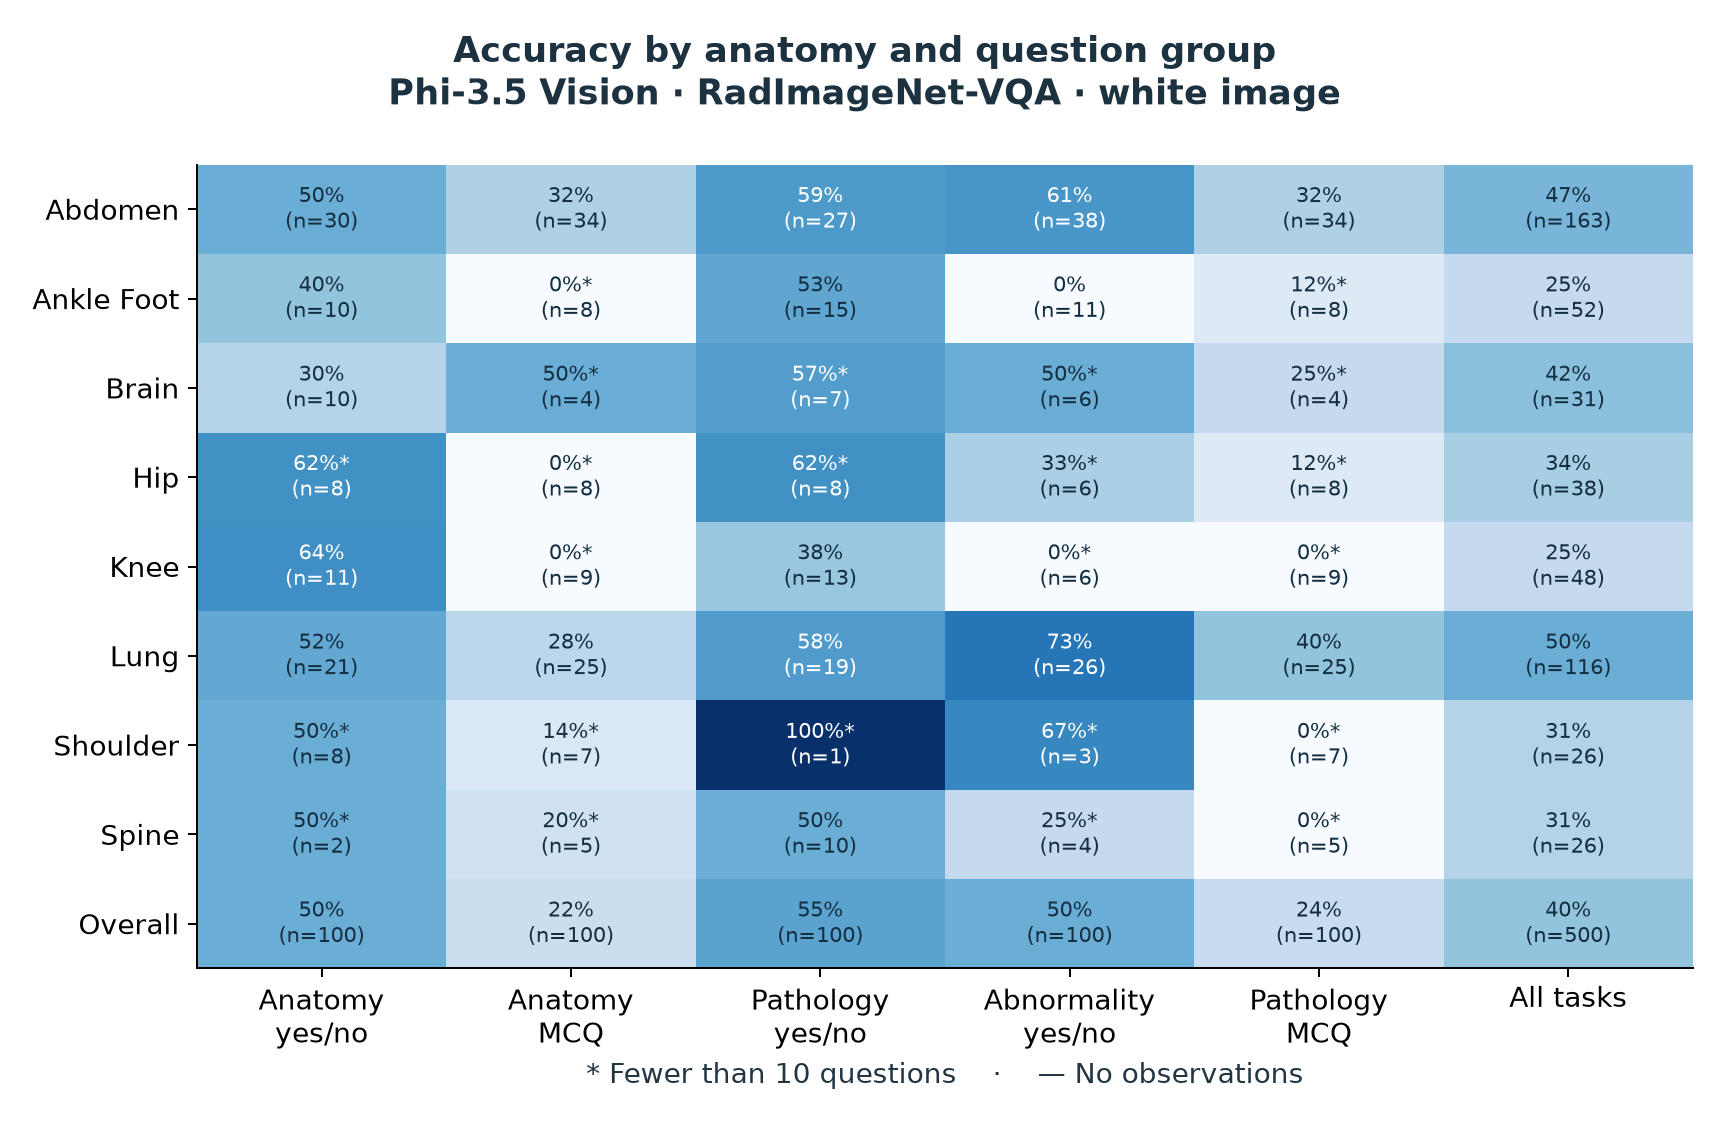 Accuracy by anatomy and question group
Phi-3.5 Vision · RadImageNet-VQA · white image
Abdomen 50% (n=30) 32% (n=34) 59% (n=27) 61% (n=38) 32% (n=34) 47% (n=163)
Ankle Foot 40% (n=10) 0%* (n=8) 53% (n=15) 0% (n=11) 12%* (n=8) 25% (n=52)
Brain 30% (n=10) 50%* (n=4) 57%* (n=7) 50%* (n=6) 25%* (n=4) 42% (n=31)
Hip 62%* (n=8) 0%* (n=8) 62%* (n=8) 33%* (n=6) 12%* (n=8) 34% (n=38)
Knee 64% (n=11) 0%* (n=9) 38% (n=13) 0%* (n=6) 0%* (n=9) 25% (n=48)
Lung 52% (n=21) 28% (n=25) 58% (n=19) 73% (n=26) 40% (n=25) 50% (n=116)
Shoulder 50%* (n=8) 14%* (n=7) 100%* (n=1) 67%* (n=3) 0%* (n=7) 31% (n=26)
Spine 50%* (n=2) 20%* (n=5) 50% (n=10) 25%* (n=4) 0%* (n=5) 31% (n=26)
Overall 50% (n=100) 22% (n=100) 55% (n=100) 50% (n=100) 24% (n=100) 40% (n=500)
Anatomy yes/no Anatomy MCQ Pathology yes/no Abnormality yes/no Pathology MCQ All tasks
* Fewer than 10 questions · — No observations